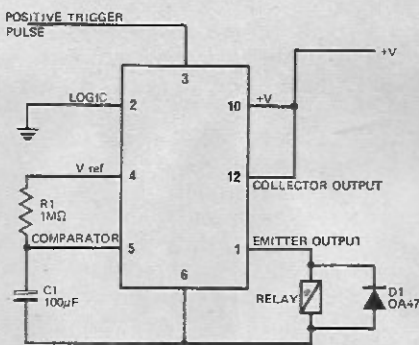 POSITIVE TRIGGER
PULSE
+V
3
LOGIC
2
10
+V
V ref
4
12
COLLECTOR OUTPUT
R1
1MΩ
COMPARATOR
5
1
EMITTER OUTPUT
6
C1
100µF
RELAY
D1
OA47